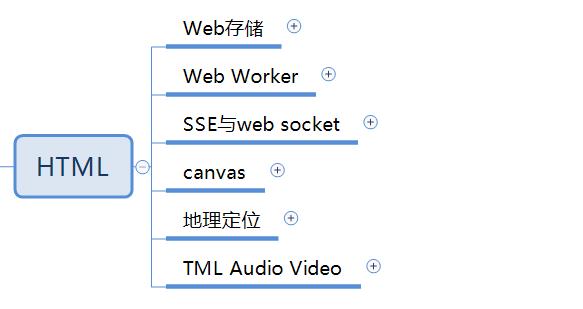 Web存储
Web Worker
SSE与web socket
HTML
canvas
地理定位
TML Audio Video